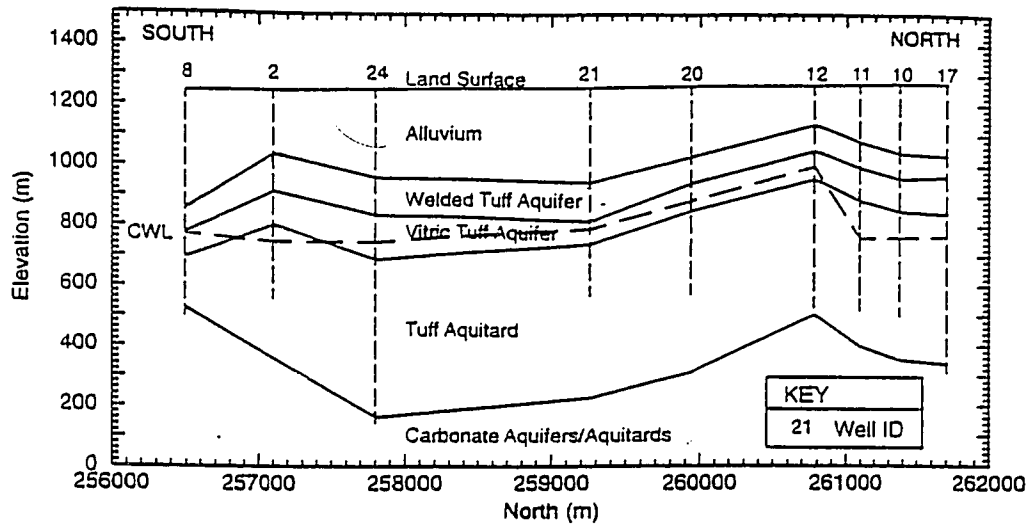 1400
SOUTH
NORTH
8
2
24
Land Surface
21
20
12
11
10
17
1200
Alluvium
1000
Welded Tuff Aquifer
800
CWL
Vitric Tuff Aquifer
600
Tuff Aquitard
400
KEY
21 Well ID
200
Carbonate Aquifers/Aquitards
0
256000
257000
258000
259000
260000
261000
262000
North (m)
Elevation (m)